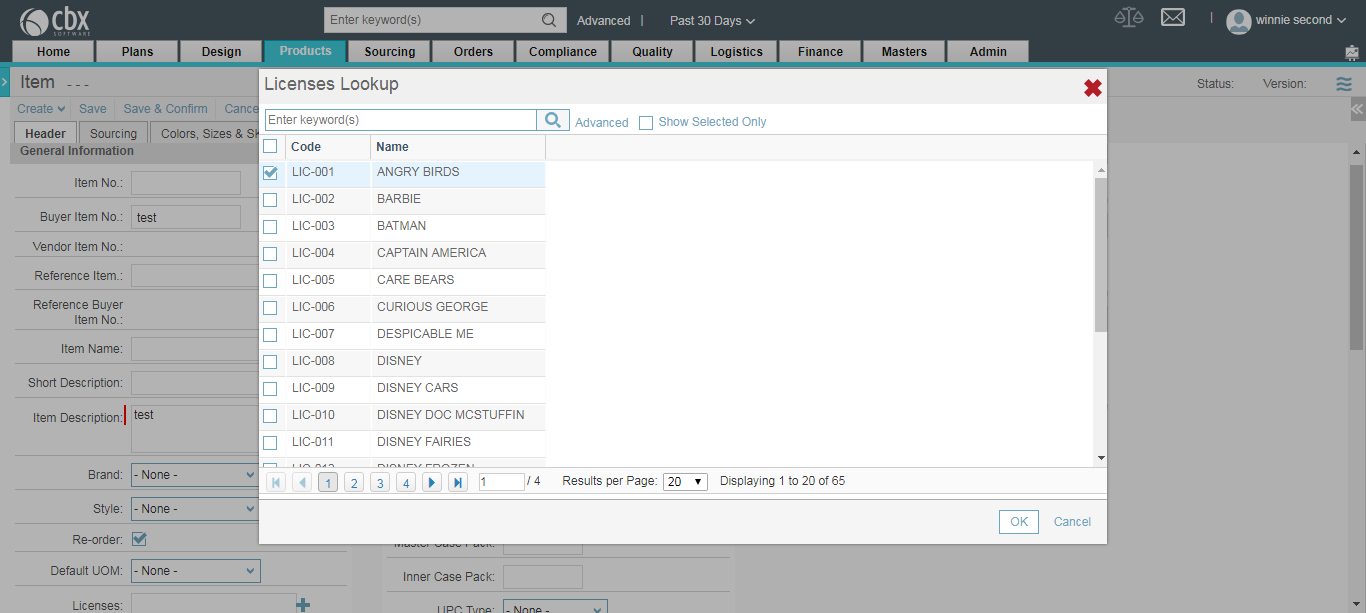 cbx
SOFTWARE
Enter keyword(s)
Advanced | Past 30 Days
winnie second
Home Plans Design Products Sourcing Orders Compliance Quality Logistics Finance Masters Admin
Item - - -
Status: Version:
Create Save Save & Confirm Cance
Header Sourcing Colors, Sizes & SK
General Information
Item No.:
Buyer Item No.: test
Vendor Item No.:
Reference Item.:
Reference Buyer
Item No.:
Item Name:
Short Description:
Item Description: test
Brand: - None -
Style: - None -
Re-order:
Default UOM: - None -
Licenses:
Licenses Lookup
Enter keyword(s)
Advanced Show Selected Only
Code Name
LIC-001 ANGRY BIRDS
LIC-002 BARBIE
LIC-003 BATMAN
LIC-004 CAPTAIN AMERICA
LIC-005 CARE BEARS
LIC-006 CURIOUS GEORGE
LIC-007 DESPICABLE ME
LIC-008 DISNEY
LIC-009 DISNEY CARS
LIC-010 DISNEY DOC MCSTUFFIN
LIC-011 DISNEY FAIRIES
LIC-012 DISNEY FROZEN
1 2 3 4 1 / 4 Results per Page: 20 Displaying 1 to 20 of 65
OK Cancel
Master Case Pack:
Inner Case Pack:
UPC Type: - None -